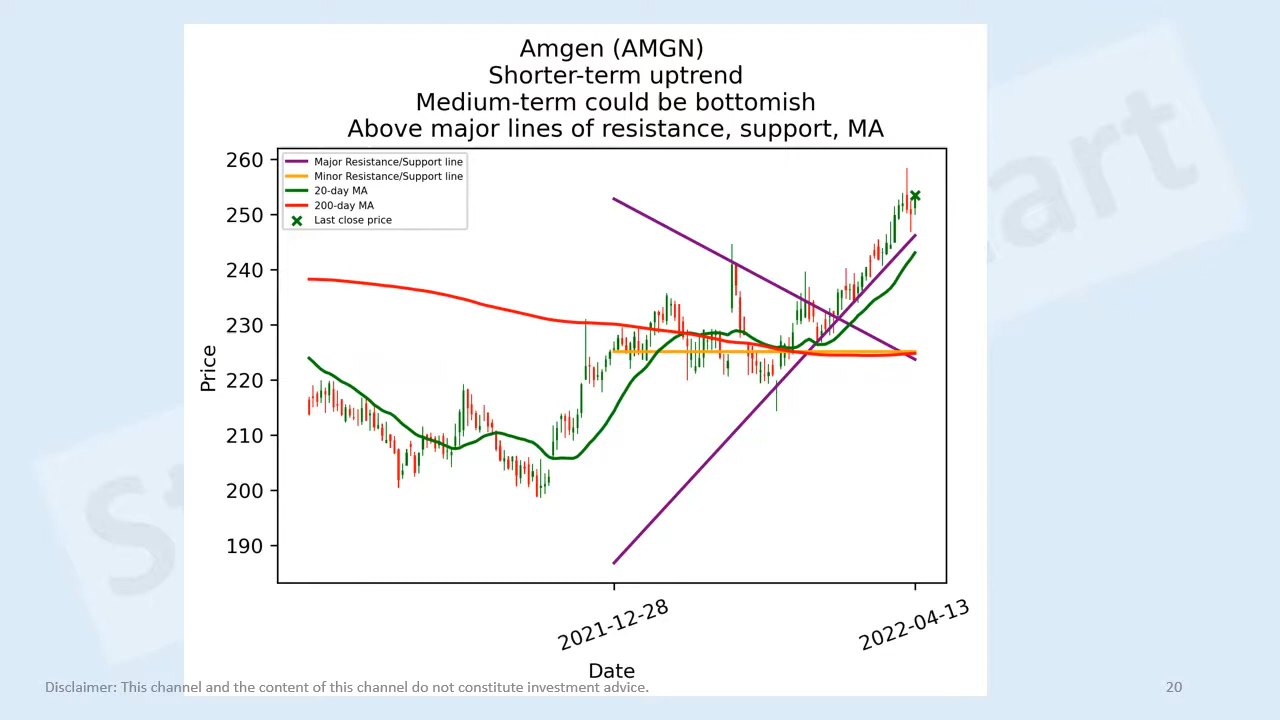 Amgen (AMGN)
Shorter-term uptrend
Medium-term could be bottomish
Above major lines of resistance, support, MA
Major Resistance/Support line
Minor Resistance/Support line
20-day MA
200-day MA
Last close price
260
250
240
230
220
210
200
190
Price
2021-12-28
2022-04-13
Date
Disclaimer: This channel and the content of this channel do not constitute investment advice.
20